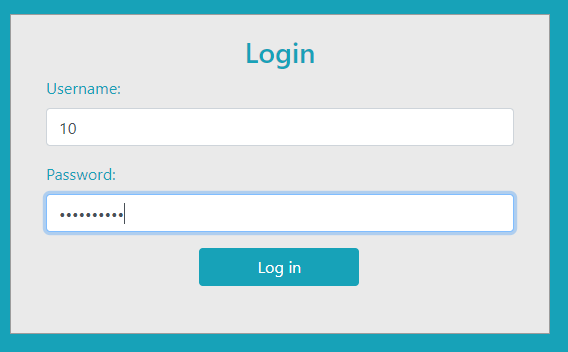 Login
Username:
10
Password:
••••••••••
Log in